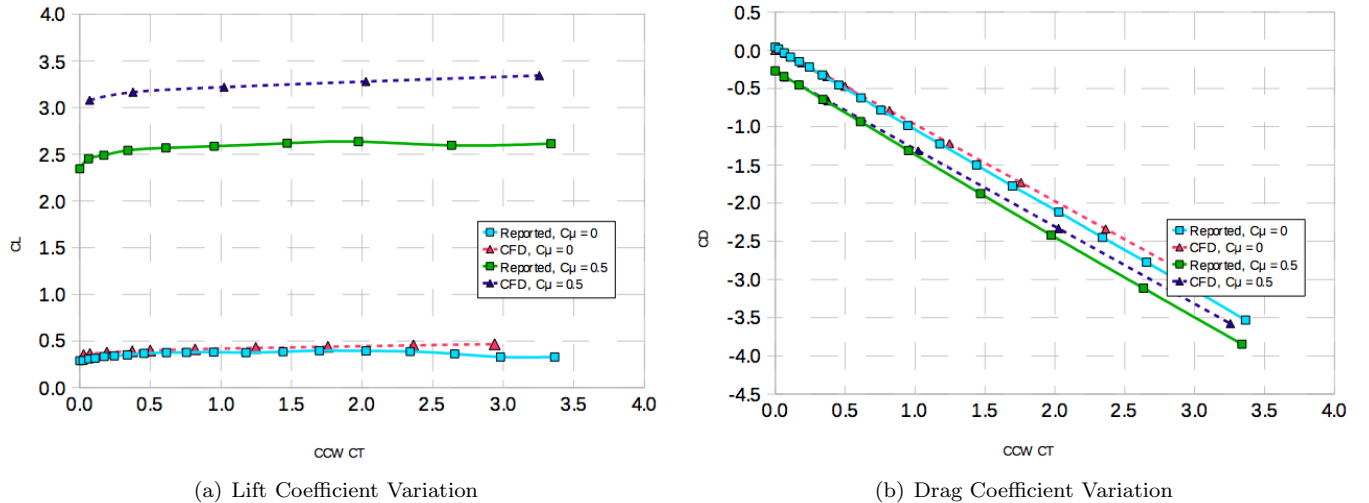 4.0
3.5
3.0
2.5
2.0
1.5
1.0
0.5
0.0
CL
0.0 0.5 1.0 1.5 2.0 2.5 3.0 3.5 4.0
CCW CT
Reported, Cμ = 0
CFD, Cμ = 0
Reported, Cμ = 0.5
CFD, Cμ = 0.5
(a) Lift Coefficient Variation
0.5
0.0
-0.5
-1.0
-1.5
-2.0
-2.5
-3.0
-3.5
-4.0
-4.5
CD
0.0 0.5 1.0 1.5 2.0 2.5 3.0 3.5 4.0
CCW CT
Reported, Cμ = 0
CFD, Cμ = 0
Reported, Cμ = 0.5
CFD, Cμ = 0.5
(b) Drag Coefficient Variation